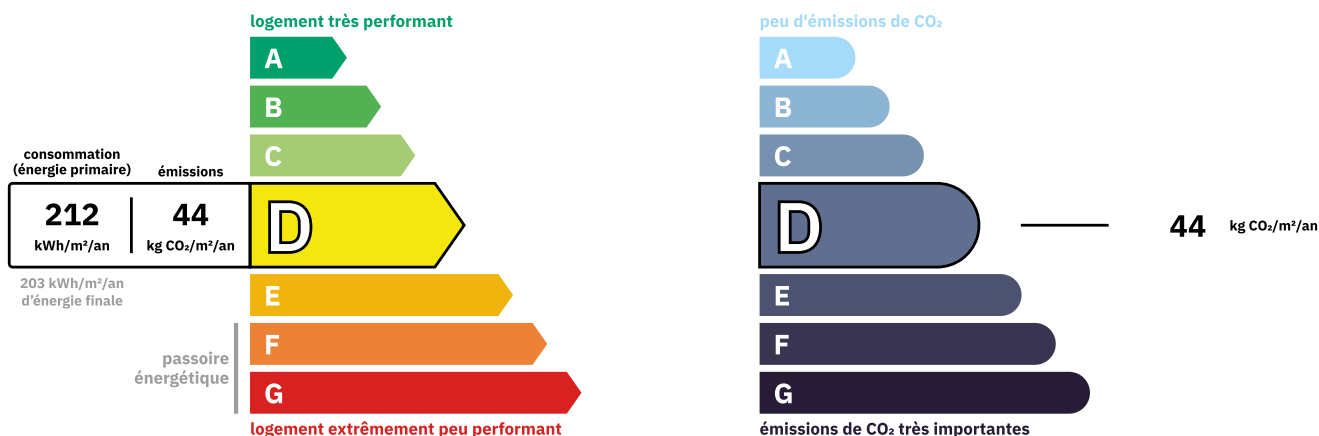 logement très performant
A
B
C
consommation
(énergie primaire)
émissions
212
kWh/m²/an
44
kg CO₂/m²/an
D
203 kWh/m²/an
d'énergie finale
E
passoire
énergétique
F
G
logement extrêmement peu performant
peu d'émissions de CO₂
A
B
C
D
44 kg CO₂/m²/an
E
F
G
émissions de CO₂ très importantes